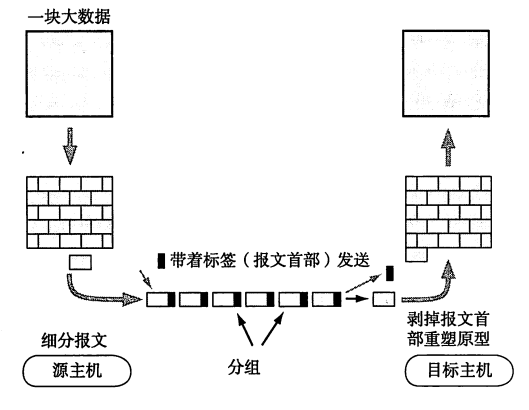 一块大数据
带着标签（报文首部）发送
细分报文
源主机
分组
剥掉报文首
部重塑原型
目标主机